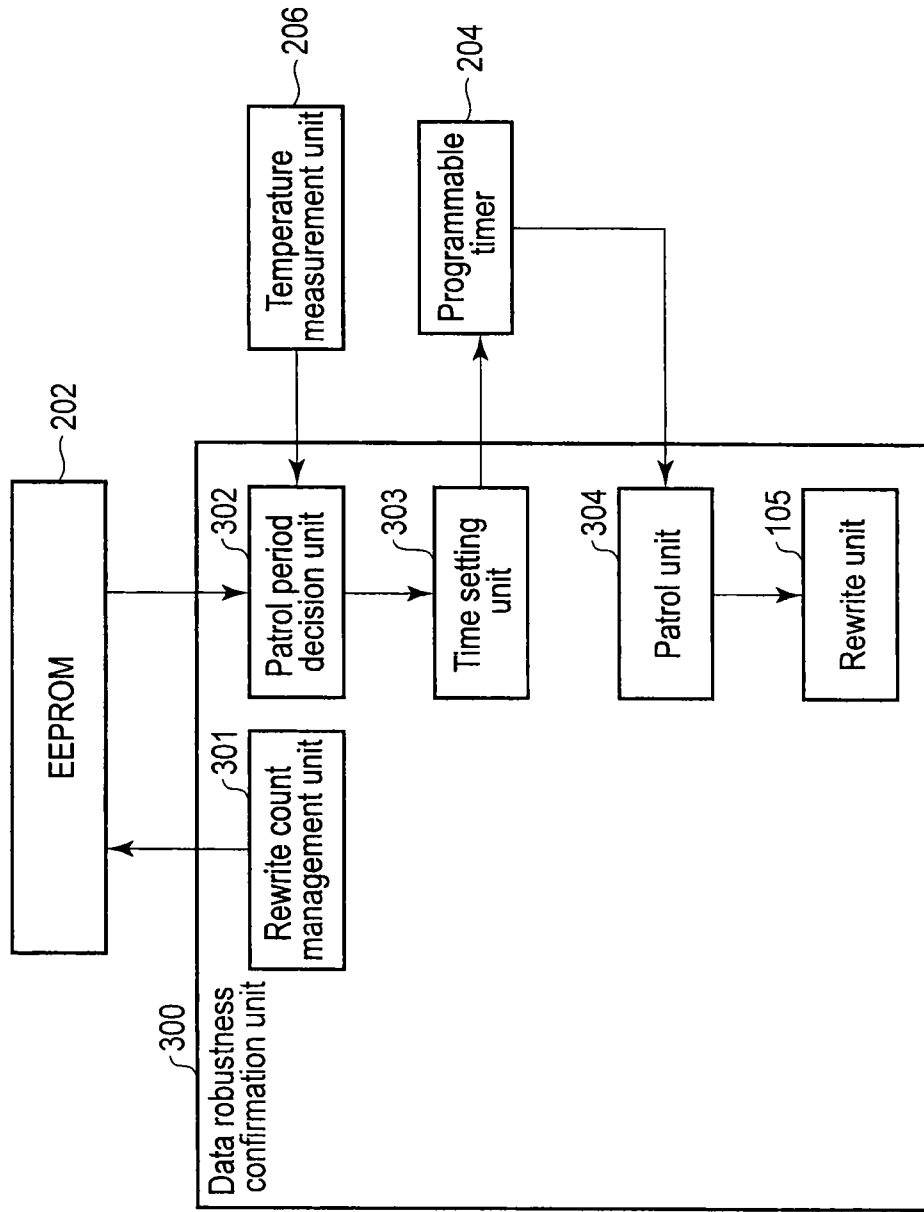 202
EEPROM
206
Temperature
measurement unit
300
Data robustness
confirmation unit
301
Rewrite count
management unit
302
Patrol period
decision unit
303
Time setting
unit
204
Programmable
timer
304
Patrol unit
105
Rewrite unit